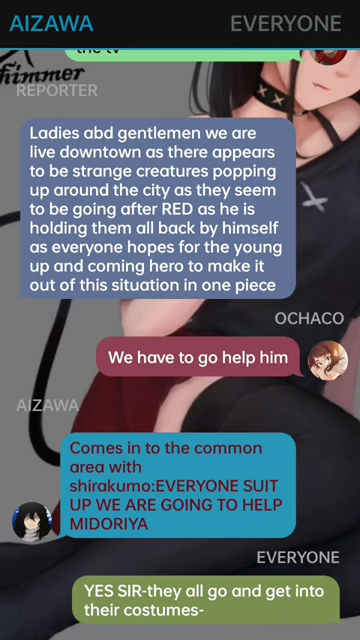 AIZAWA
EVERYONE
the tv
himmer
REPORTER
Ladies abd gentlemen we are
live downtown as there appears
to be strange creatures popping
up around the city as they seem
to be going after RED as he is
holding them all back by himself
as everyone hopes for the young
up and coming hero to make it
out of this situation in one piece
OCHACO
We have to go help him
AIZAWA
Comes in to the common
area with
shirakumo:EVERYONE SUIT
UP WE ARE GOING TO HELP
MIDORIYA
EVERYONE
YES SIR-they all go and get into
their costumes-